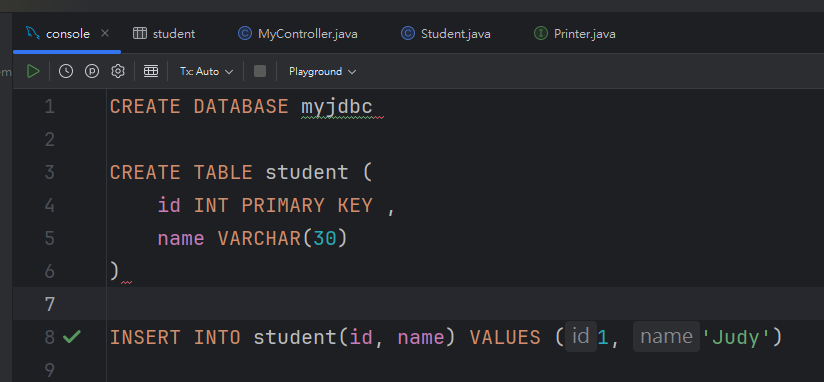 em
console × student MyController.java Student.java Printer.java
Tx: Auto Playground
1 CREATE DATABASE myjdbc
2
3 CREATE TABLE student (
4 id INT PRIMARY KEY ,
5 name VARCHAR(30)
6 )
7
8 INSERT INTO student(id, name) VALUES ( id 1, name 'Judy')
9